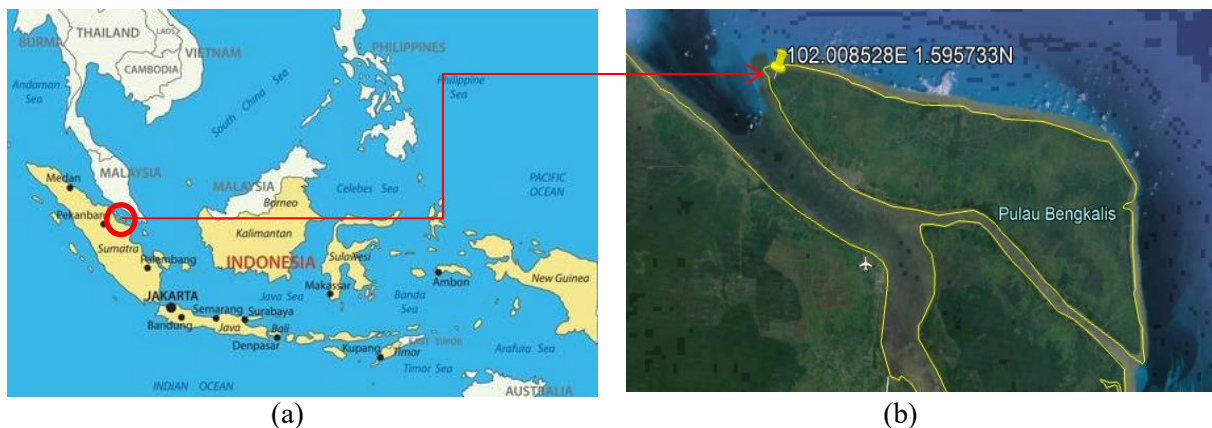 BURMA
THAILAND
LAOS
VIETNAM
CAMBODIA
Andaman
Sea
South China Sea
PHILIPPINES
Philippine
Sea
MALAYSIA
MALAYSIA
Medan
Pekanbar
Sumatra
Palembang
Borneo
Kalimantan
Celebes Sea
PACIFIC
OCEAN
INDONESIA
Sulawesi
Makassar
Ambon
New Guinea
JAKARTA
Java Sea
Banda
Sea
Semarang
Surabaya
Bandung
Java
Bali
Denpasar
Kupang
Timor
EAST TIMOR
Timor Sea
Arafura Sea
INDIAN OCEAN
AUSTRALIA
(a)
102.008528E 1.595733N
Pulau Bengkalis
(b)